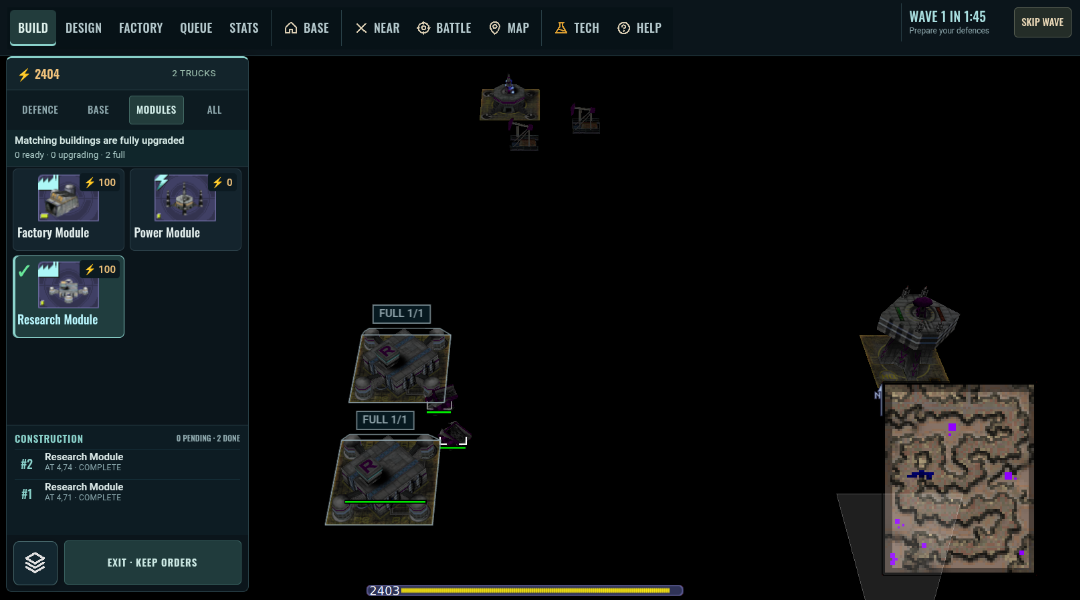 BUILD DESIGN FACTORY QUEUE STATS BASE NEAR BATTLE MAP TECH HELP
WAVE 1 IN 1:45
Prepare your defences
SKIP WAVE
2404
2 TRUCKS
DEFENCE BASE MODULES ALL
Matching buildings are fully upgraded
0 ready · 0 upgrading · 2 full
100
Factory Module
0
Power Module
100
Research Module
CONSTRUCTION
0 PENDING · 2 DONE
#2 Research Module
AT 4,74 · COMPLETE
#1 Research Module
AT 4,71 · COMPLETE
EXIT · KEEP ORDERS
FULL 1/1
R
FULL 1/1
R
N
2403